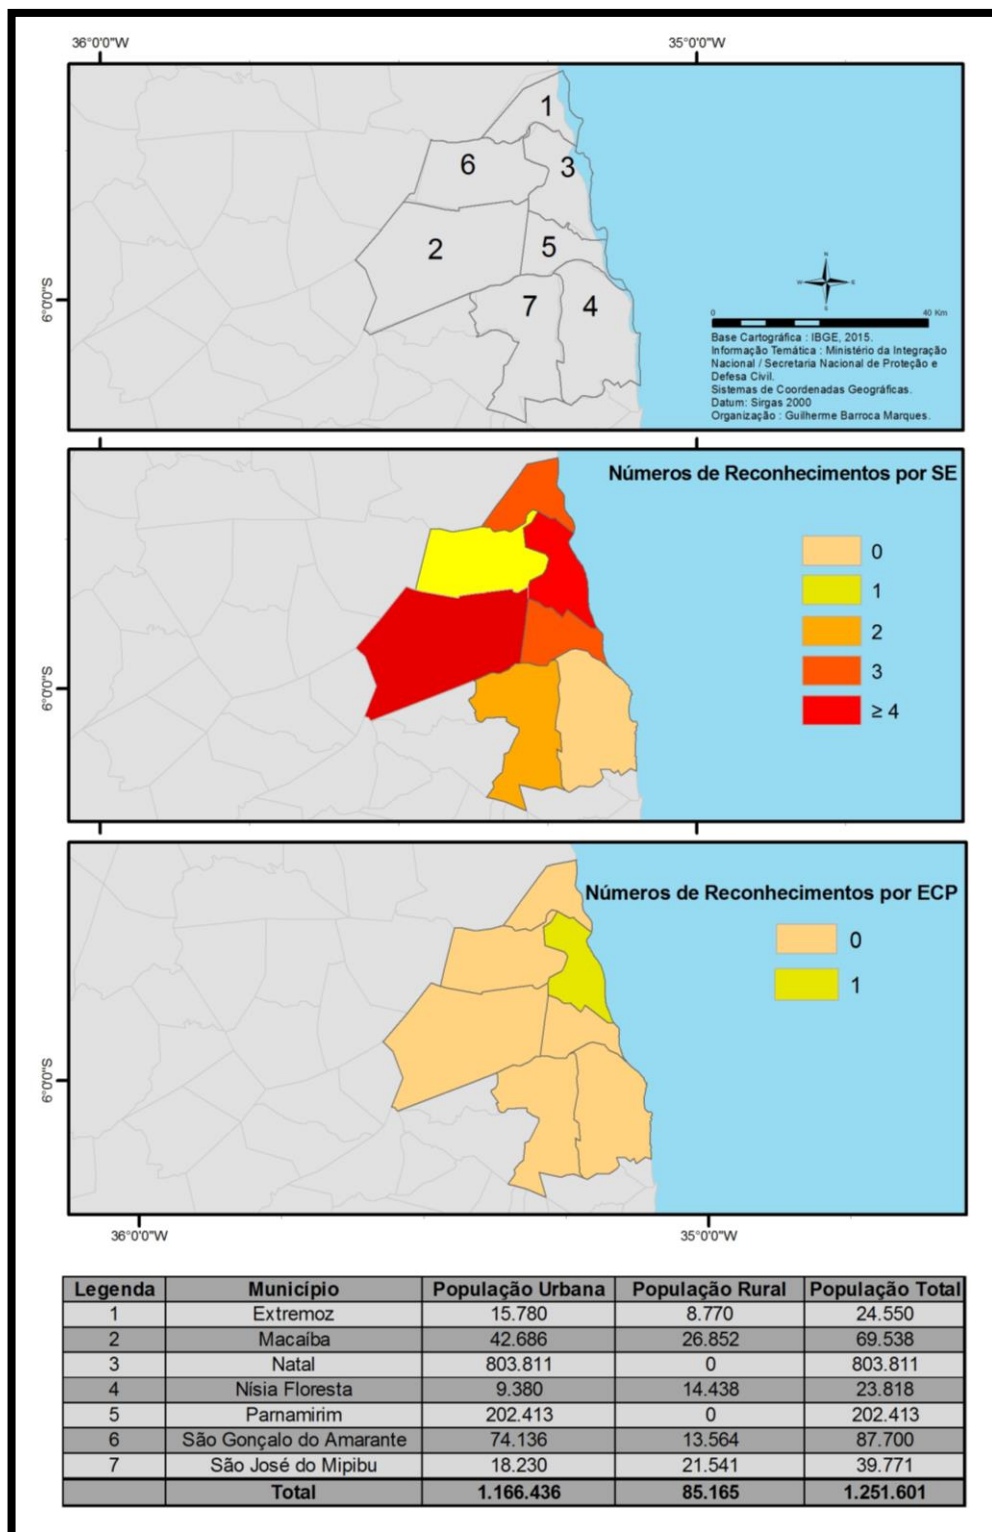 36°0'0"W 35°0'0"W
1
6 3
2 5
7 4
6°0'0"S
N
W E
S
0 40 Km
Base Cartográfica : IBGE, 2015.
Informação Temática : Ministério da Integração
Nacional / Secretaria Nacional de Proteção e
Defesa Civil.
Sistemas de Coordenadas Geográficas.
Datum: Sirgas 2000
Organização : Guilherme Barroca Marques.
Números de Reconhecimentos por SE
0
1
2
3
≥ 4
6°0'0"S
Números de Reconhecimentos por ECP
0
1
6°0'0"S
36°0'0"W 35°0'0"W
Legenda Município População Urbana População Rural População Total
1 Extremoz 15.780 8.770 24.550
2 Macaíba 42.686 26.852 69.538
3 Natal 803.811 0 803.811
4 Nísia Floresta 9.380 14.438 23.818
5 Parnamirim 202.413 0 202.413
6 São Gonçalo do Amarante 74.136 13.564 87.700
7 São José do Mipibu 18.230 21.541 39.771
Total 1.166.436 85.165 1.251.601